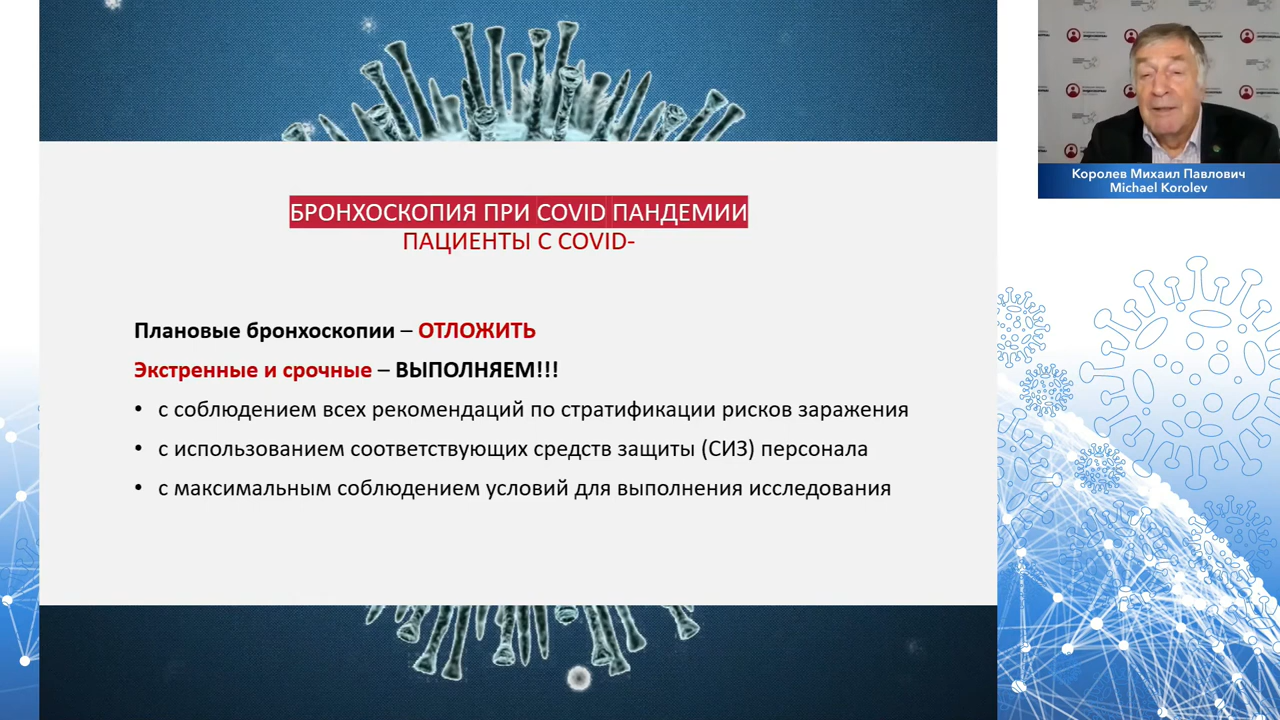 БРОНХОСКОПИЯ ПРИ COVID ПАНДЕМИИ
ПАЦИЕНТЫ С COVID-
Плановые бронхоскопии – ОТЛОЖИТЬ
Экстренные и срочные – ВЫПОЛНЯЕМ!!!
• с соблюдением всех рекомендаций по стратификации рисков заражения
• с использованием соответствующих средств защиты (СИЗ) персонала
• с максимальным соблюдением условий для выполнения исследования
Королев Михаил Павлович
Michael Korolev